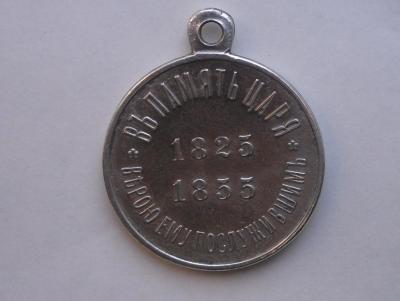 ВЪ ПАМЯТЬ ЦАРЯ
1825
1855
ВѢРОЮ ЕМУ ПОСЛУЖИВШИМЪ